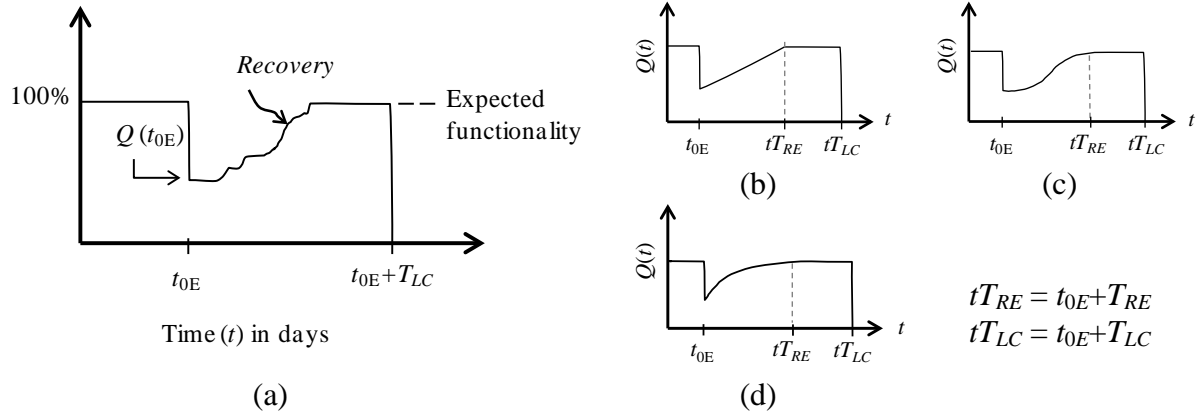 100%
Recovery
Expected
functionality
Q (t0E)
t0E
t0E+TLC
Time (t) in days
(a)
Q(t)
t
t0E
tTRE
tTLC
(b)
Q(t)
t
t0E
tTRE
tTLC
(c)
Q(t)
t
t0E
tTRE
tTLC
(d)
tTRE = t0E+TRE
tTLC = t0E+TLC